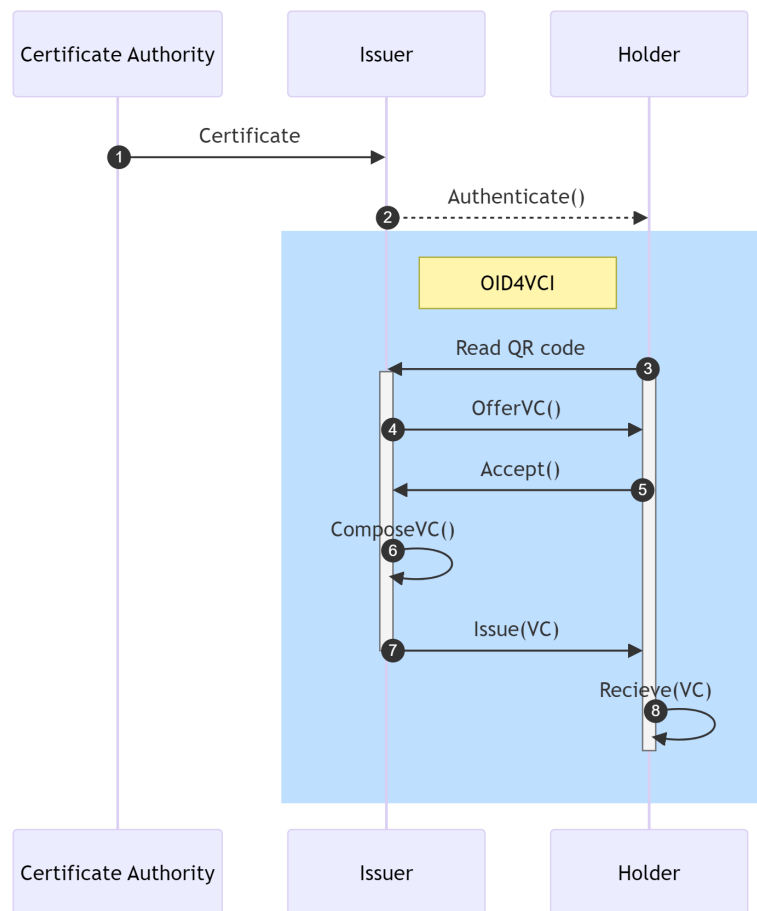 Certificate Authority
Issuer
Holder
Certificate
1
Authenticate()
2
OID4VCI
Read QR code
3
OfferVC()
4
Accept()
5
ComposeVC()
6
Issue(VC)
7
Recieve(VC)
8
Certificate Authority
Issuer
Holder